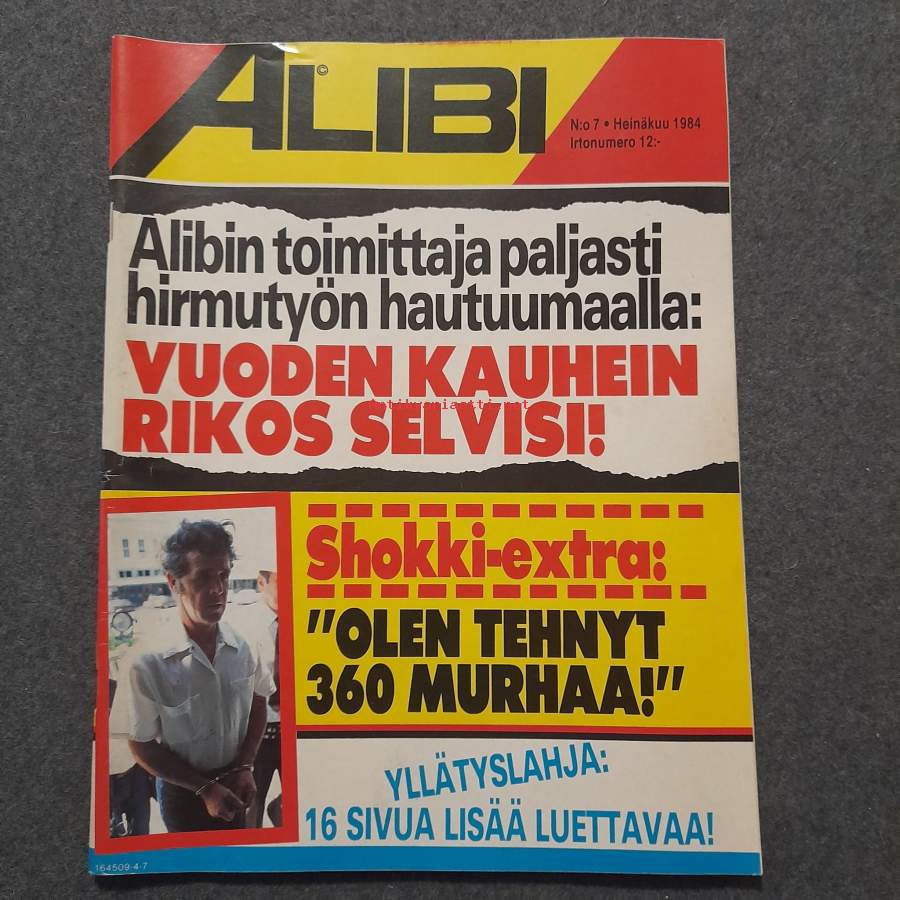 ALIBI
©
N:o 7 • Heinäkuu 1984
Irtonumero 12:-
Alibin toimittaja paljasti
hirmutyön hautuumaalla:
VUODEN KAUHEIN
RIKOS SELVISI!
Shokki-extra:
"OLEN TEHNYT
360 MURHAA!"
YLLÄTYSLAHJA:
16 SIVUA LISÄÄ LUETTAVAA!
164509-4-7